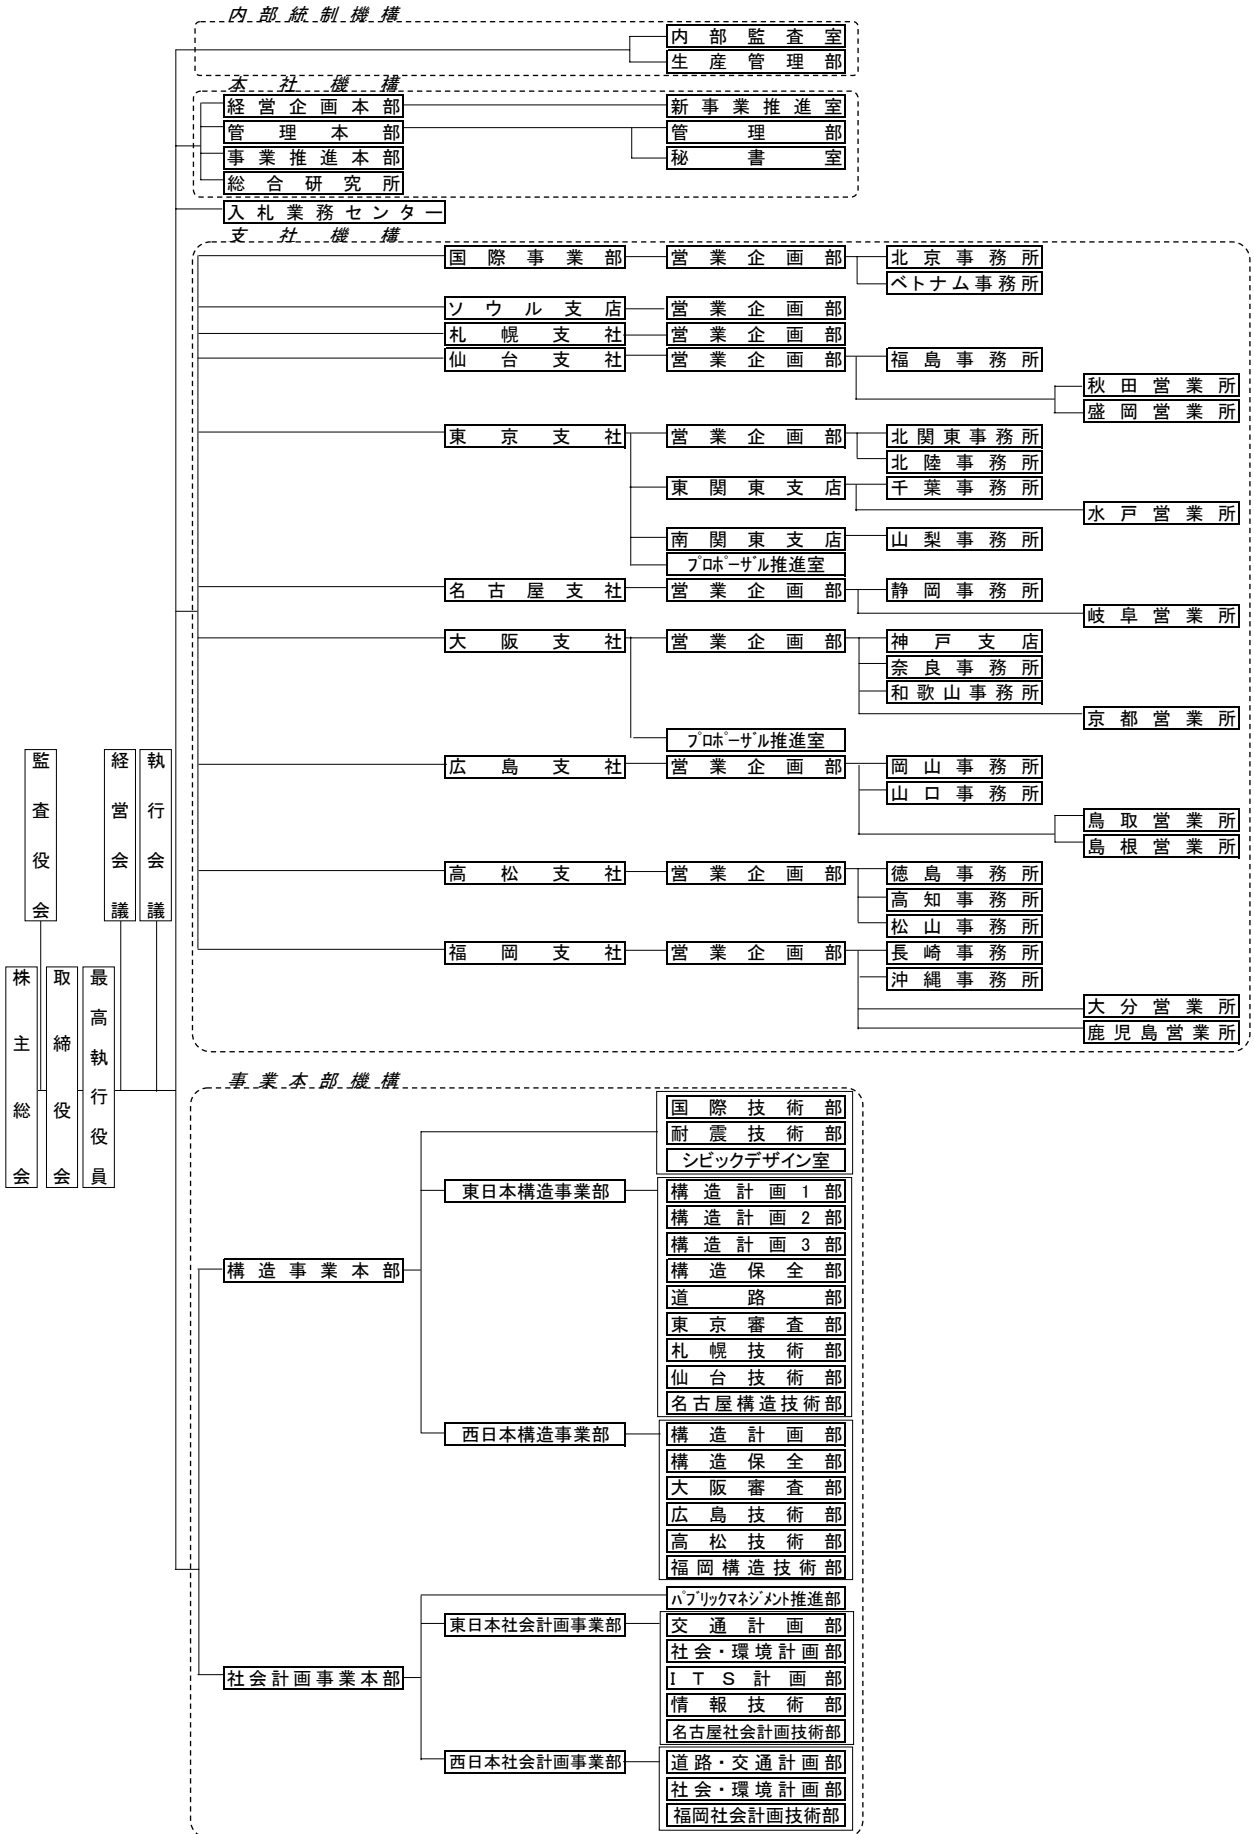 内部統制機構
内部監査室
生産管理部
本社機構
経営企画本部 新事業推進室
管理本部 管理部
事業推進本部 秘書室
総合研究所
入札業務センター
支社機構
国際事業部 営業企画部 北京事務所
ベトナム事務所
ソウル支店 営業企画部
札幌支社 営業企画部
仙台支社 営業企画部 福島事務所
秋田営業所
盛岡営業所
東京支社 営業企画部 北関東事務所
北陸事務所
東関東支店 千葉事務所
水戸営業所
南関東支店 山梨事務所
プロポーザル推進室
名古屋支社 営業企画部 静岡事務所
岐阜営業所
大阪支社 営業企画部 神戸支店
奈良事務所
和歌山事務所
京都営業所
プロポーザル推進室
広島支社 営業企画部 岡山事務所
山口事務所
鳥取営業所
島根営業所
高松支社 営業企画部 徳島事務所
高知事務所
松山事務所
福岡支社 営業企画部 長崎事務所
沖縄事務所
大分営業所
鹿児島営業所
監査役会
経営会議
執行会議
株主総会
取締役会
最高執行役員
事業本部機構
国際技術部
耐震技術部
シビックデザイン室
東日本構造事業部 構造計画1部
構造計画2部
構造計画3部
構造事業本部 構造保全部
道路部
東京審査部
札幌技術部
仙台技術部
名古屋構造技術部
西日本構造事業部 構造計画部
構造保全部
大阪審査部
広島技術部
高松技術部
福岡構造技術部
パブリックマネジメント推進部
東日本社会計画事業部 交通計画部
社会・環境計画部
社会計画事業本部 ITS計画部
情報技術部
名古屋社会計画技術部
西日本社会計画事業部 道路・交通計画部
社会・環境計画部
福岡社会計画技術部